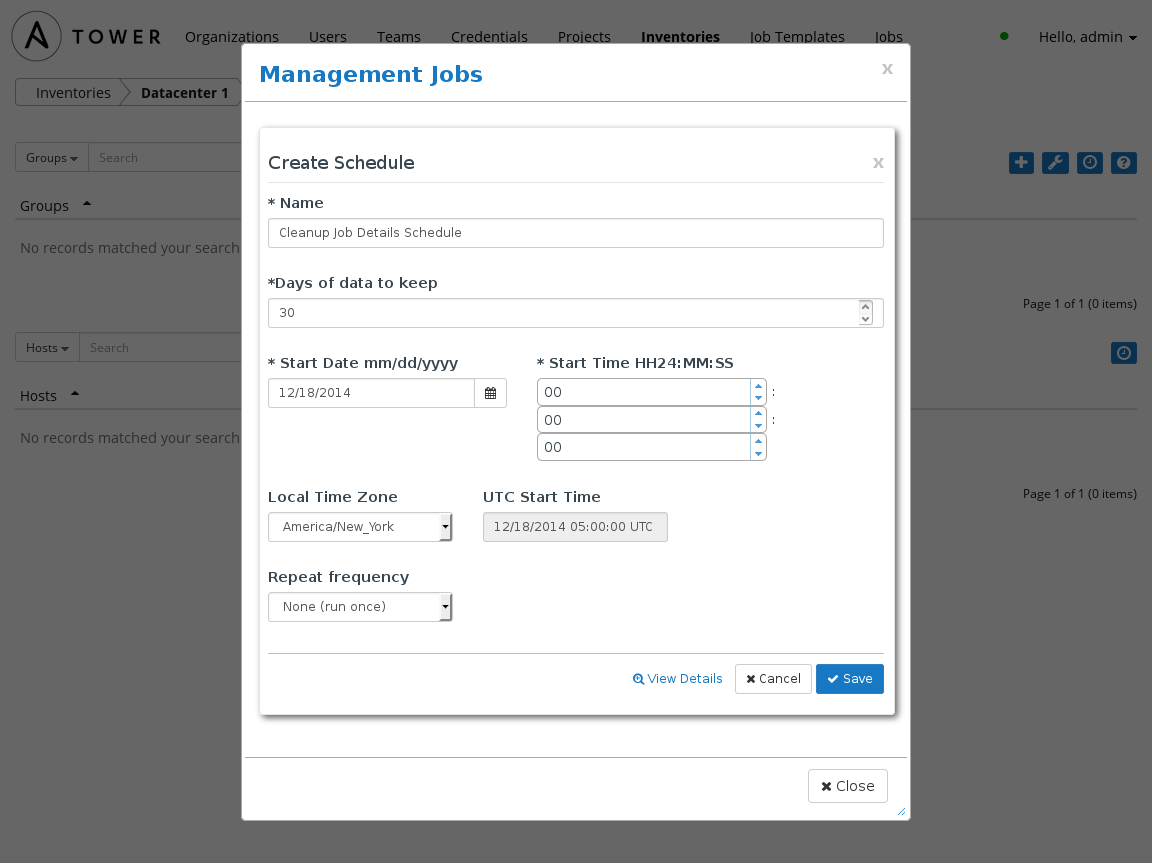 TOWER Organizations Users Teams Credentials Projects Inventories Job Templates Jobs Hello, admin
Management Jobs x
Inventories Datacenter 1
Create Schedule x
Groups Search
* Name
Groups
Cleanup Job Details Schedule
No records matched your search
*Days of data to keep
30
Page 1 of 1 (0 items)
Hosts Search
* Start Date mm/dd/yyyy * Start Time HH24:MM:SS
12/18/2014 00 :
Hosts
00 :
No records matched your search
00
Local Time Zone UTC Start Time
Page 1 of 1 (0 items)
America/New_York 12/18/2014 05:00:00 UTC
Repeat frequency
None (run once)
View Details Cancel Save
Close